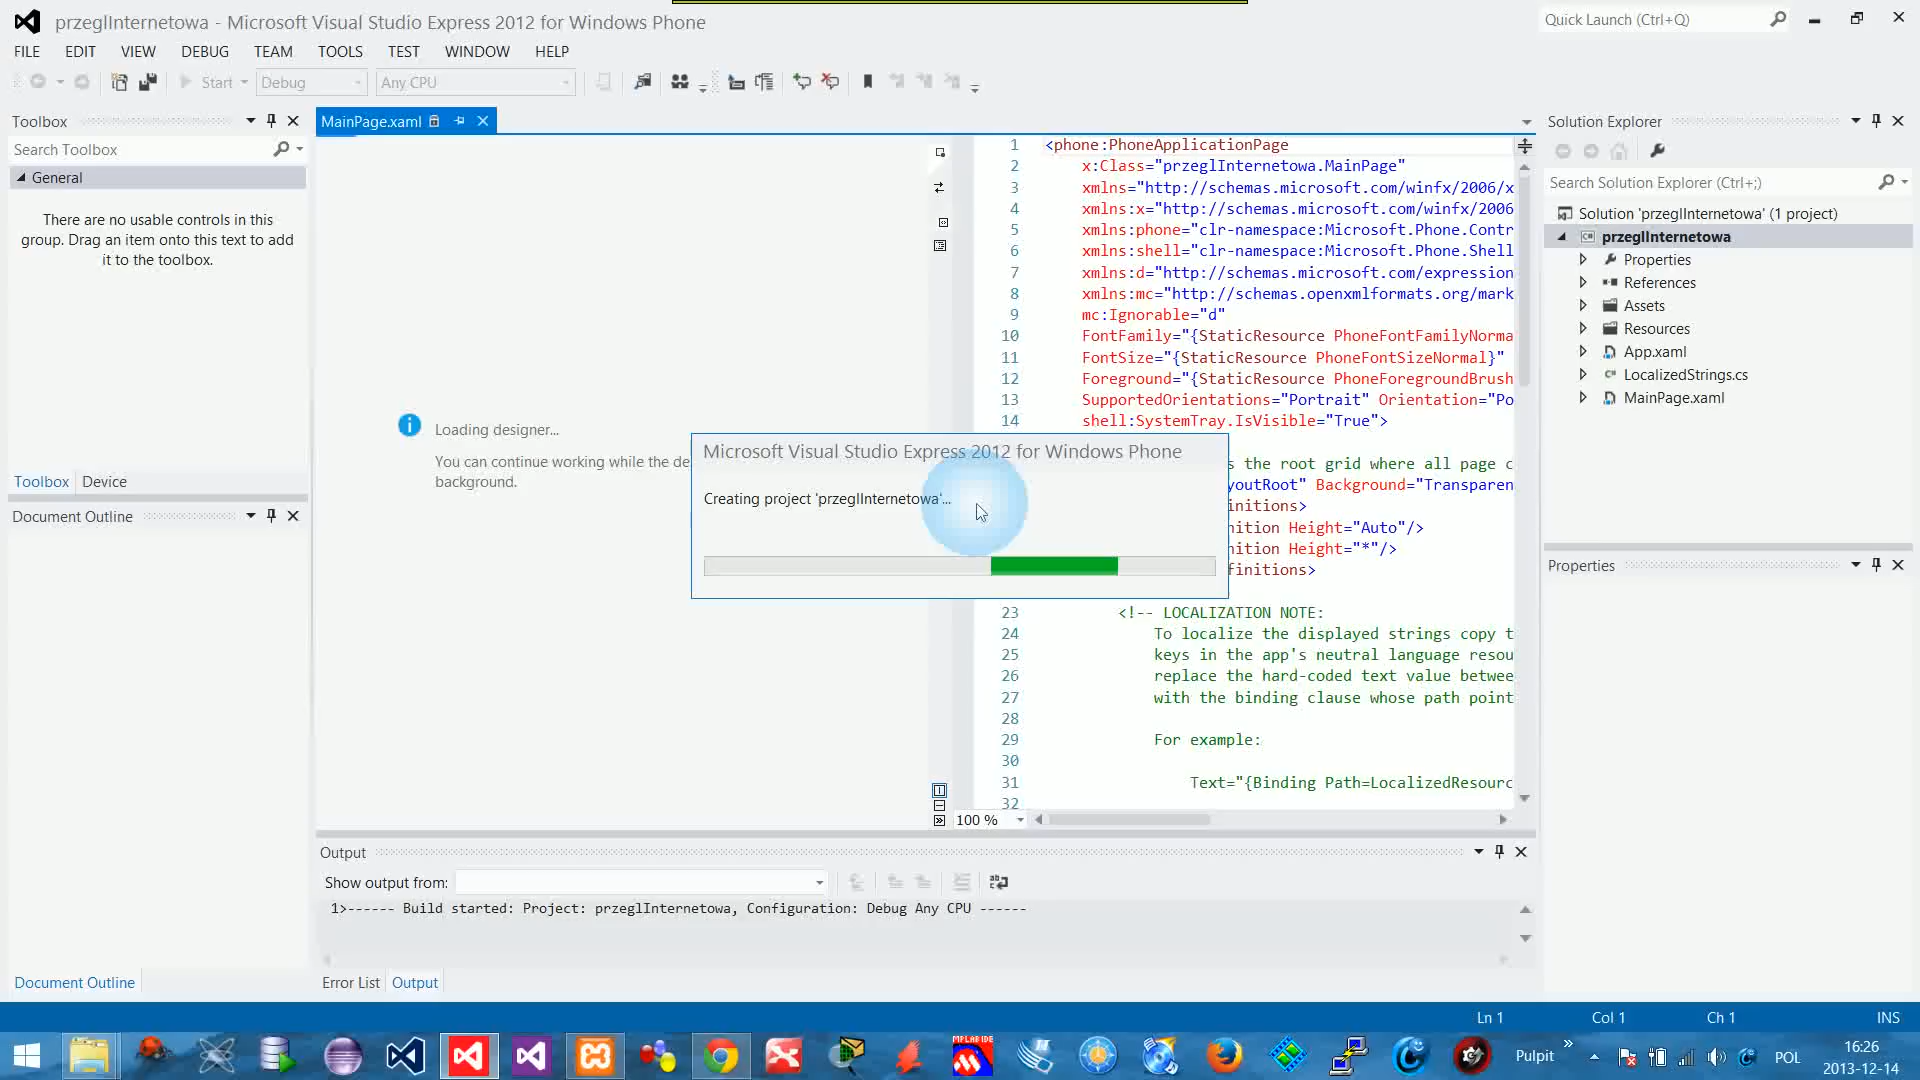 przeglInternetowa - Microsoft Visual Studio Express 2012 for Windows Phone
Quick Launch (Ctrl+Q)
FILE EDIT VIEW DEBUG TEAM TOOLS TEST WINDOW HELP
Start Debug Any CPU
Toolbox
Search Toolbox
General
There are no usable controls in this
group. Drag an item onto this text to add
it to the toolbox.
Toolbox Device
Document Outline
Document Outline
MainPage.xaml
Loading designer...
You can continue working while the de
background.
1 <phone:PhoneApplicationPage
2 x:Class="przeglInternetowa.MainPage"
3 xmlns="http://schemas.microsoft.com/winfx/2006/x
4 xmlns:x="http://schemas.microsoft.com/winfx/2006
5 xmlns:phone="clr-namespace:Microsoft.Phone.Contr
6 xmlns:shell="clr-namespace:Microsoft.Phone.Shell
7 xmlns:d="http://schemas.microsoft.com/expression
8 xmlns:mc="http://schemas.openxmlformats.org/mark
9 mc:Ignorable="d"
10 FontFamily="{StaticResource PhoneFontFamilyNorma
11 FontSize="{StaticResource PhoneFontSizeNormal}"
12 Foreground="{StaticResource PhoneForegroundBrush
13 SupportedOrientations="Portrait" Orientation="Po
14 shell:SystemTray.IsVisible="True">
s the root grid where all page c
youtRoot" Background="Transparen
initions>
nition Height="Auto"/>
nition Height="*"/>
finitions>
23 <!-- LOCALIZATION NOTE:
24 To localize the displayed strings copy t
25 keys in the app's neutral language resou
26 replace the hard-coded text value betwee
27 with the binding clause whose path point
28
29 For example:
30
31 Text="{Binding Path=LocalizedResourc
32
100 %
Microsoft Visual Studio Express 2012 for Windows Phone
Creating project 'przeglInternetowa'...
Output
Show output from:
1>------ Build started: Project: przeglInternetowa, Configuration: Debug Any CPU ------
Error List Output
Solution Explorer
Search Solution Explorer (Ctrl+;)
Solution 'przeglInternetowa' (1 project)
przeglInternetowa
Properties
References
Assets
Resources
App.xaml
LocalizedStrings.cs
MainPage.xaml
Properties
Ln 1 Col 1 Ch 1 INS
MPLAB IDE
Pulpit
POL
16:26
2013-12-14